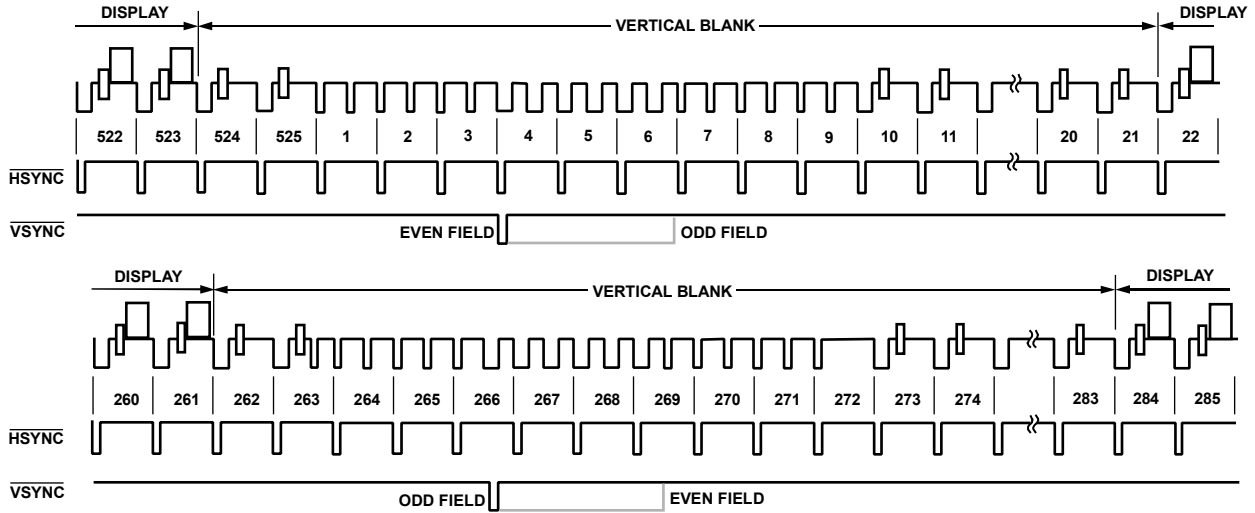 DISPLAY VERTICAL BLANK DISPLAY
522 523 524 525 1 2 3 4 5 6 7 8 9 10 11 20 21 22
HSYNC
VSYNC EVEN FIELD ODD FIELD
DISPLAY VERTICAL BLANK DISPLAY
260 261 262 263 264 265 266 267 268 269 270 271 272 273 274 283 284 285
HSYNC
VSYNC ODD FIELD EVEN FIELD